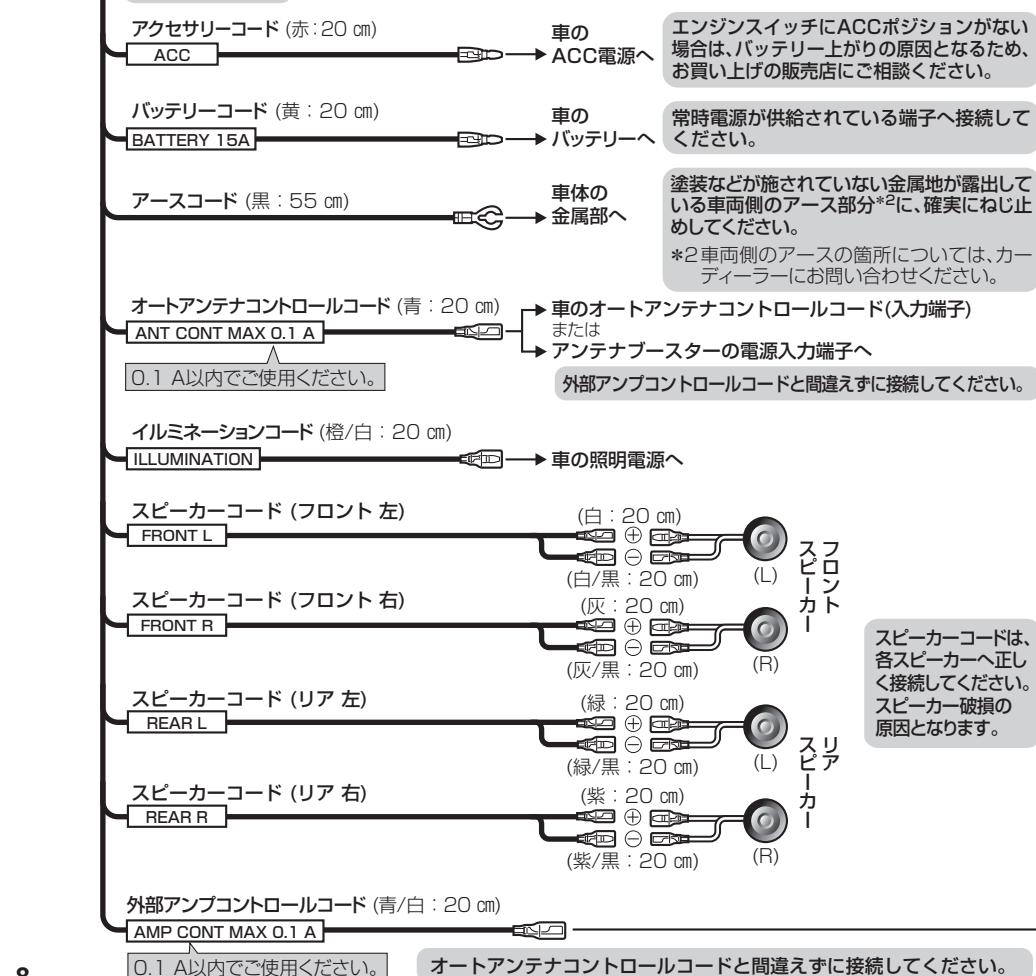 アクセサリーコード (赤：20 ㎝)
ACC
車の
ACC電源へ
エンジンスイッチにACCポジションがない
場合は、バッテリー上がりの原因となるため、
お買い上げの販売店にご相談ください。
バッテリーコード (黄：20 ㎝)
BATTERY 15A
車の
バッテリーへ
常時電源が供給されている端子へ接続して
ください。
アースコード (黒：55 ㎝)
車体の
金属部へ
塗装などが施されていない金属地が露出して
いる車両側のアース部分*2に、確実にねじ止
めしてください。
*2 車両側のアースの箇所については、カー
ディーラーにお問い合わせください。
オートアンテナコントロールコード (青：20 ㎝)
ANT CONT MAX 0.1 A
0.1 A以内でご使用ください。
車のオートアンテナコントロールコード(入力端子)
または
アンテナブースターの電源入力端子へ
外部アンプコントロールコードと間違えずに接続してください。
イルミネーションコード (橙/白：20 ㎝)
ILLUMINATION
車の照明電源へ
スピーカーコード (フロント 左)
FRONT L
(白：20 ㎝)
⊕
⊖
(白/黒：20 ㎝)
(L)
スピーカーコード (フロント 右)
FRONT R
(灰：20 ㎝)
⊕
⊖
(灰/黒：20 ㎝)
(R)
フロント
スピーカー
スピーカーコードは、
各スピーカーへ正し
く接続してください。
スピーカー破損の
原因となります。
スピーカーコード (リア 左)
REAR L
(緑：20 ㎝)
⊕
⊖
(緑/黒：20 ㎝)
(L)
スピーカーコード (リア 右)
REAR R
(紫：20 ㎝)
⊕
⊖
(紫/黒：20 ㎝)
(R)
リア
スピーカー
外部アンプコントロールコード (青/白：20 ㎝)
AMP CONT MAX 0.1 A
0.1 A以内でご使用ください。
オートアンテナコントロールコードと間違えずに接続してください。
8